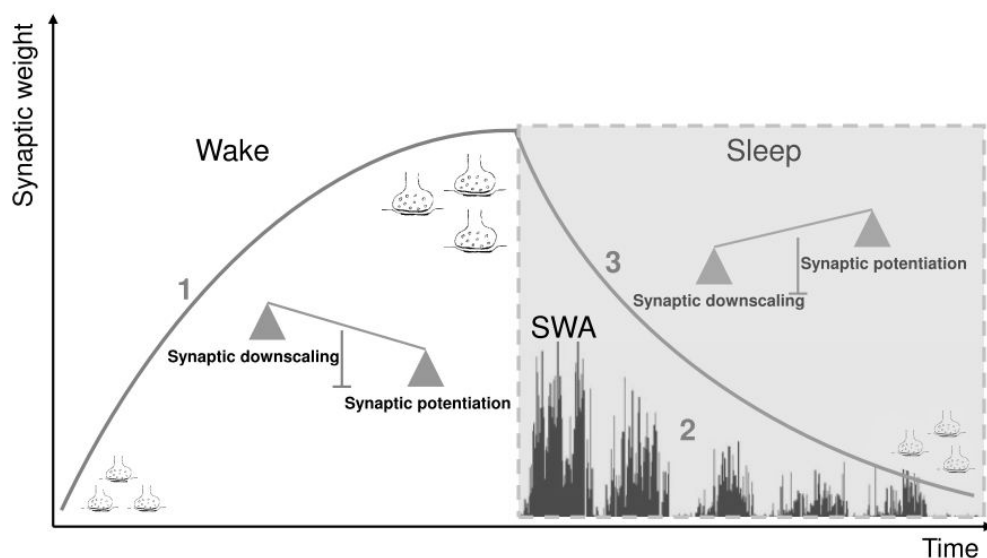 Synaptic weight
Wake
Sleep
1
3
Synaptic potentiation
Synaptic downscaling
SWA
Synaptic downscaling
Synaptic potentiation
2
Time